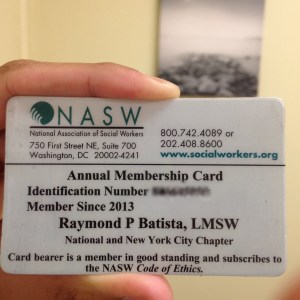 NASW
National Association of Social Workers
750 First Street NE, Suite 700
Washington, DC 20002-4241
800.742.4089 or
202.408.8600
www.socialworkers.org
Annual Membership Card
Identification Number
Member Since 2013
Raymond P Batista, LMSW
National and New York City Chapter
Card bearer is a member in good standing and subscribes to
the NASW Code of Ethics.